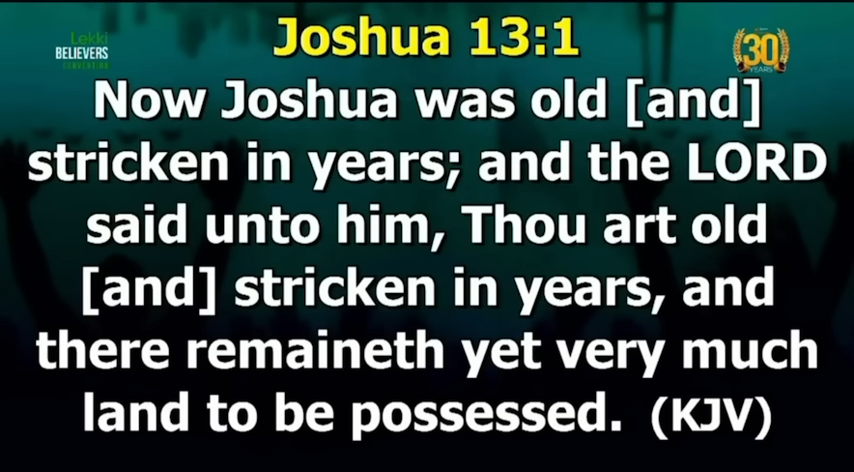 Joshua 13:1
Lekki
BELIEVERS
CONVENTION
30
YEARS
Now Joshua was old [and]
stricken in years; and the LORD
said unto him, Thou art old
[and] stricken in years, and
there remaineth yet very much
land to be possessed. (KJV)